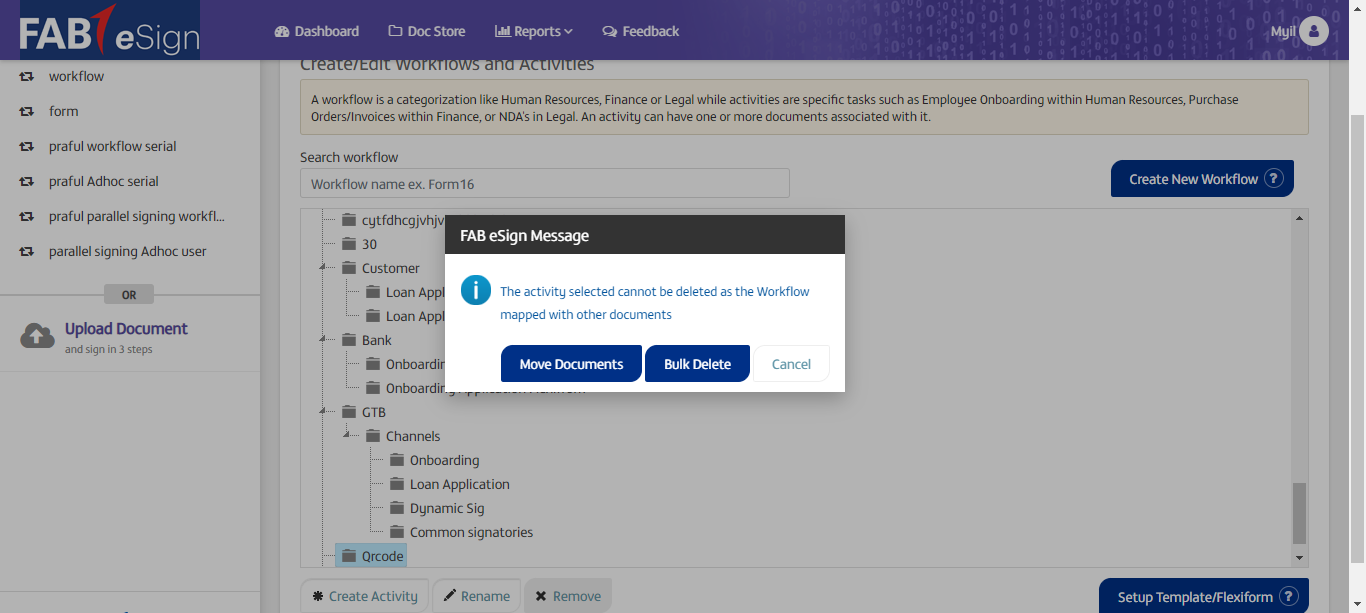 FAB eSign
Dashboard
Doc Store
Reports
Feedback
Myil
workflow
form
praful workflow serial
praful Adhoc serial
praful parallel signing workfl...
parallel signing Adhoc user
OR
Upload Document
and sign in 3 steps
Create/Edit Workflows and Activities
A workflow is a categorization like Human Resources, Finance or Legal while activities are specific tasks such as Employee Onboarding within Human Resources, Purchase
Orders/Invoices within Finance, or NDA's in Legal. An activity can have one or more documents associated with it.
Search workflow
Workflow name ex. Form16
Create New Workflow ?
cytfdhcgjvhjv
30
Customer
Loan Appl
Loan Appl
Bank
Onboardin
Onboarding Application
GTB
Channels
Onboarding
Loan Application
Dynamic Sig
Common signatories
Qrcode
FAB eSign Message
i
The activity selected cannot be deleted as the Workflow
mapped with other documents
Move Documents
Bulk Delete
Cancel
Create Activity
Rename
Remove
Setup Template/Flexiform ?